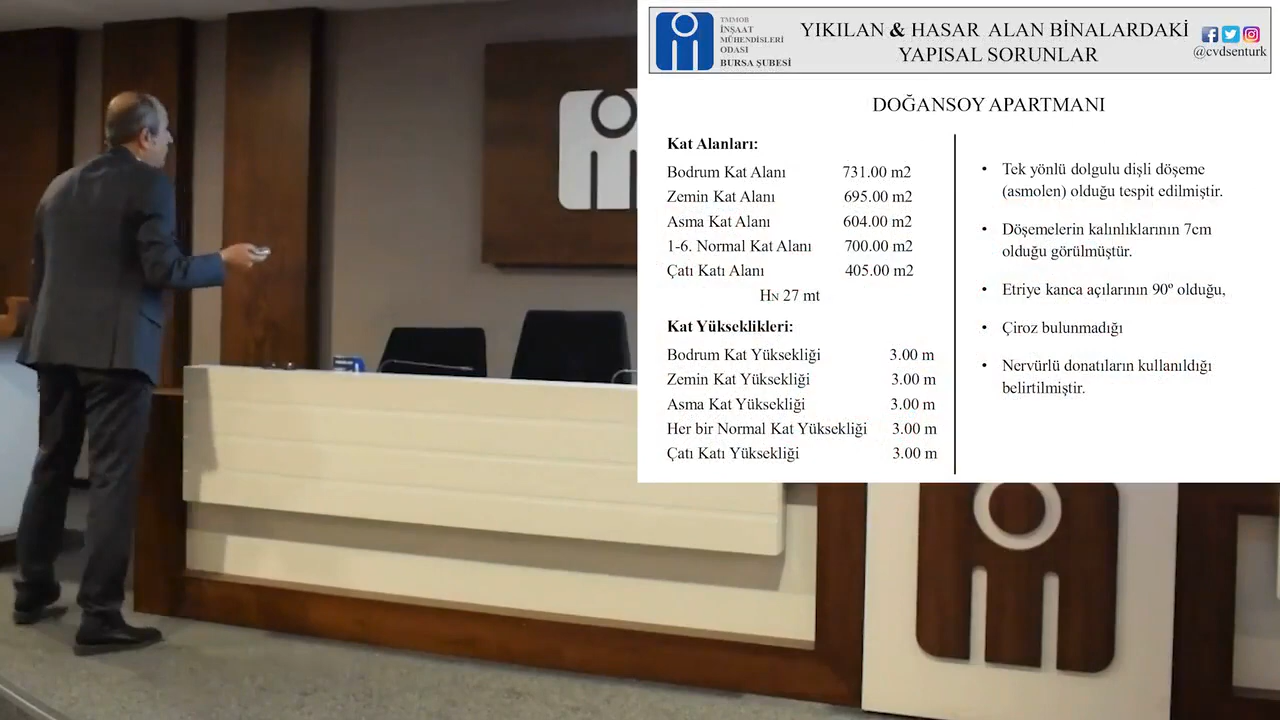 TMMOB
İNŞAAT
MÜHENDİSLERİ
ODASI
BURSA ŞUBESİ
YIKILAN & HASAR ALAN BİNALARDAKİ
YAPISAL SORUNLAR
@cvdsenturk
DOĞANSOY APARTMANI
Kat Alanları:
Bodrum Kat Alanı 731.00 m2
Zemin Kat Alanı 695.00 m2
Asma Kat Alanı 604.00 m2
1-6. Normal Kat Alanı 700.00 m2
Çatı Katı Alanı 405.00 m2
HN 27 mt
Kat Yükseklikleri:
Bodrum Kat Yüksekliği 3.00 m
Zemin Kat Yüksekliği 3.00 m
Asma Kat Yüksekliği 3.00 m
Her bir Normal Kat Yüksekliği 3.00 m
Çatı Katı Yüksekliği 3.00 m
• Tek yönlü dolgulu dişli döşeme
(asmolen) olduğu tespit edilmiştir.
• Döşemelerin kalınlıklarının 7cm
olduğu görülmüştür.
• Etriye kanca açılarının 90º olduğu,
• Çiroz bulunmadığı
• Nervürlü donatıların kullanıldığı
belirtilmiştir.